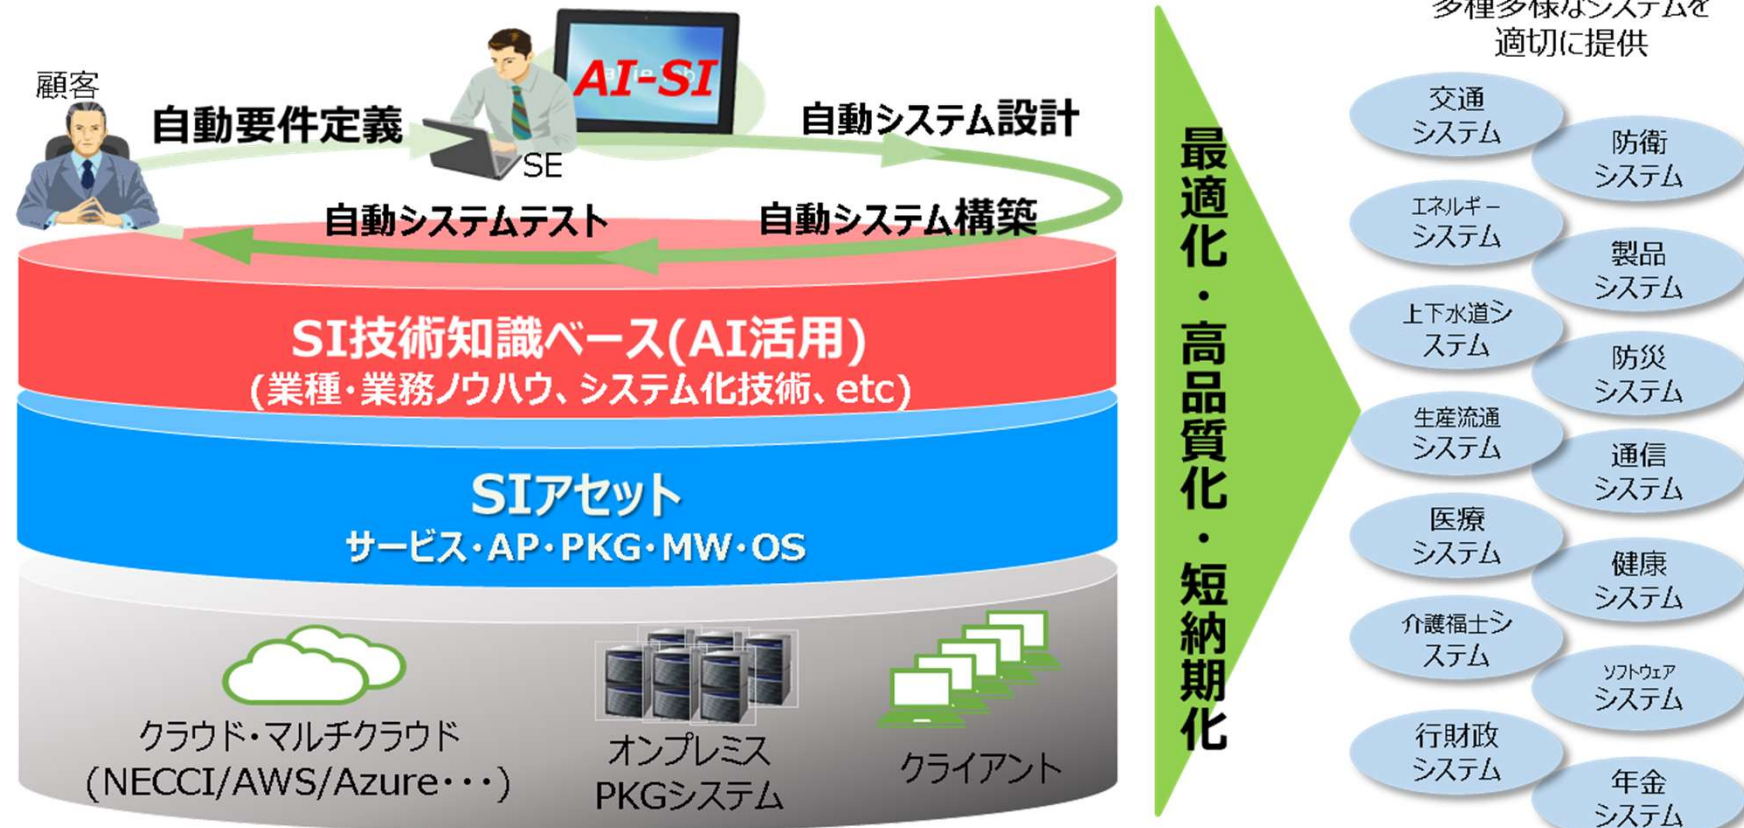 顧客
自動要件定義
AI-SI
SE
自動システム設計
自動システムテスト
自動システム構築
SI技術知識ベース(AI活用)
(業種・業務ノウハウ、システム化技術、etc)
SIアセット
サービス・AP・PKG・MW・OS
クラウド・マルチクラウド
(NECCI/AWS/Azure・・・)
オンプレミス
PKGシステム
クライアント
最適化・高品質化・短納期化
多種多様なシステムを
適切に提供
交通
システム
防衛
システム
エネルギー
システム
製品
システム
上下水道シ
ステム
防災
システム
生産流通
システム
通信
システム
医療
システム
健康
システム
介護福士シ
ステム
ソフトウェア
システム
行財政
システム
年金
システム